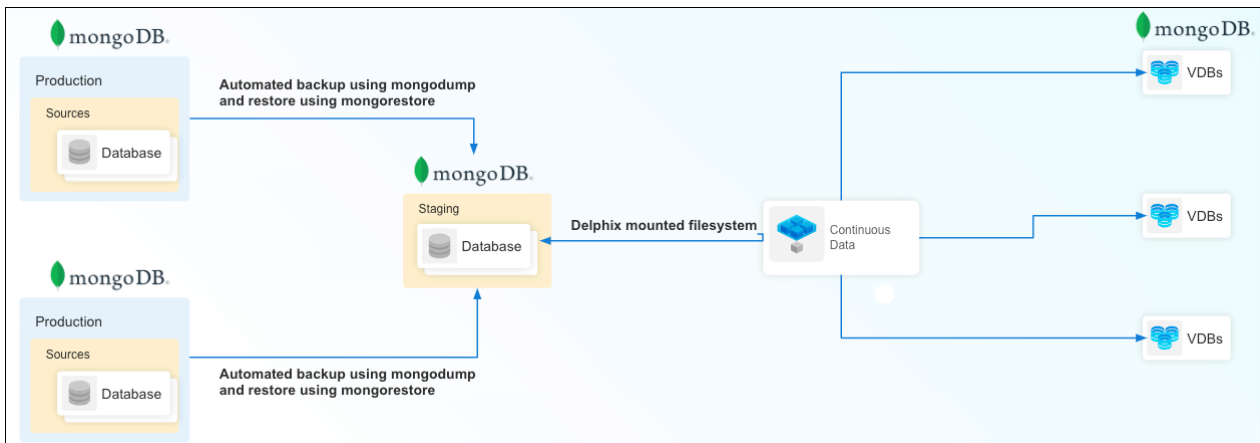 mongoDB®
Production
Sources
Database
Automated backup using mongodump
and restore using mongorestore
mongoDB®
Staging
Database
mongoDB®
Production
Sources
Database
Automated backup using mongodump
and restore using mongorestore
Delphix mounted filesystem
Continuous
Data
mongoDB®
VDBs
VDBs
VDBs